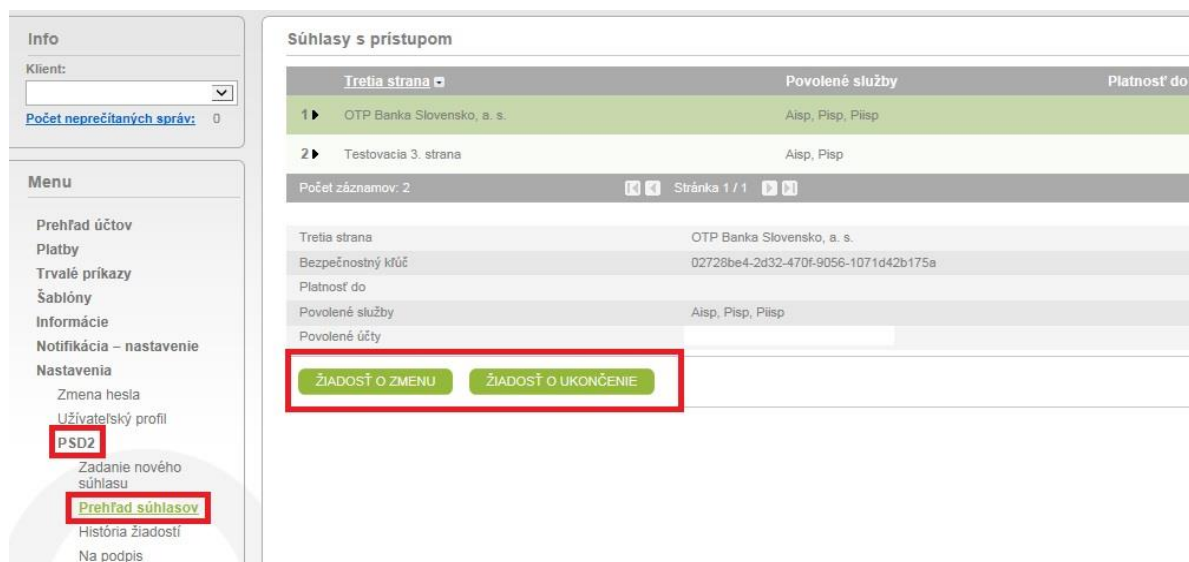 Info
Klient:
Počet neprečítaných správ: 0
Menu
Prehľad účtov
Platby
Trvalé príkazy
Šablóny
Informácie
Notifikácia – nastavenie
Nastavenia
Zmena hesla
Užívateľský profil
PSD2
Zadanie nového
súhlasu
Prehľad súhlasov
História žiadostí
Na podpis
Súhlasy s prístupom
Tretia strana Povolené služby Platnosť do
1 OTP Banka Slovensko, a. s. Aisp, Pisp, Piisp
2 Testovacia 3. strana Aisp, Pisp
Počet záznamov: 2 Stránka 1 / 1
Tretia strana OTP Banka Slovensko, a. s.
Bezpečnostný kľúč 02728be4-2d32-470f-9056-1071d42b175a
Platnosť do
Povolené služby Aisp, Pisp, Piisp
Povolené účty
ŽIADOSŤ O ZMENU ŽIADOSŤ O UKONČENIE